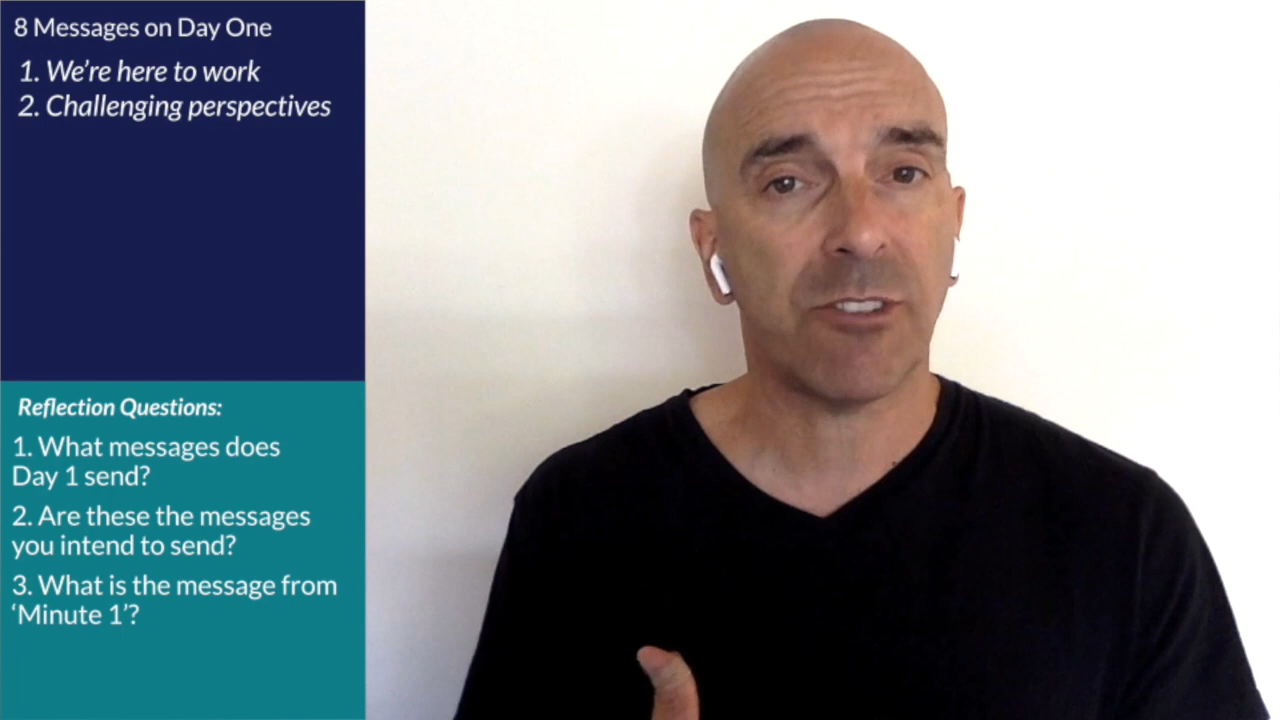 8 Messages on Day One
1. We're here to work
2. Challenging perspectives
Reflection Questions:
1. What messages does
Day 1 send?
2. Are these the messages
you intend to send?
3. What is the message from
‘Minute 1’?